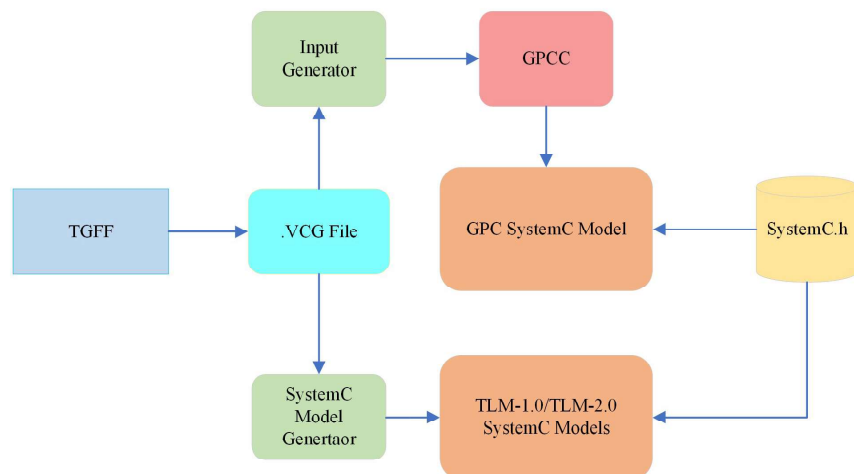 Input
Generator
GPCC
TGFF
.VCG File
GPC SystemC Model
SystemC.h
SystemC
Model
Genertaor
TLM-1.0/TLM-2.0
SystemC Models